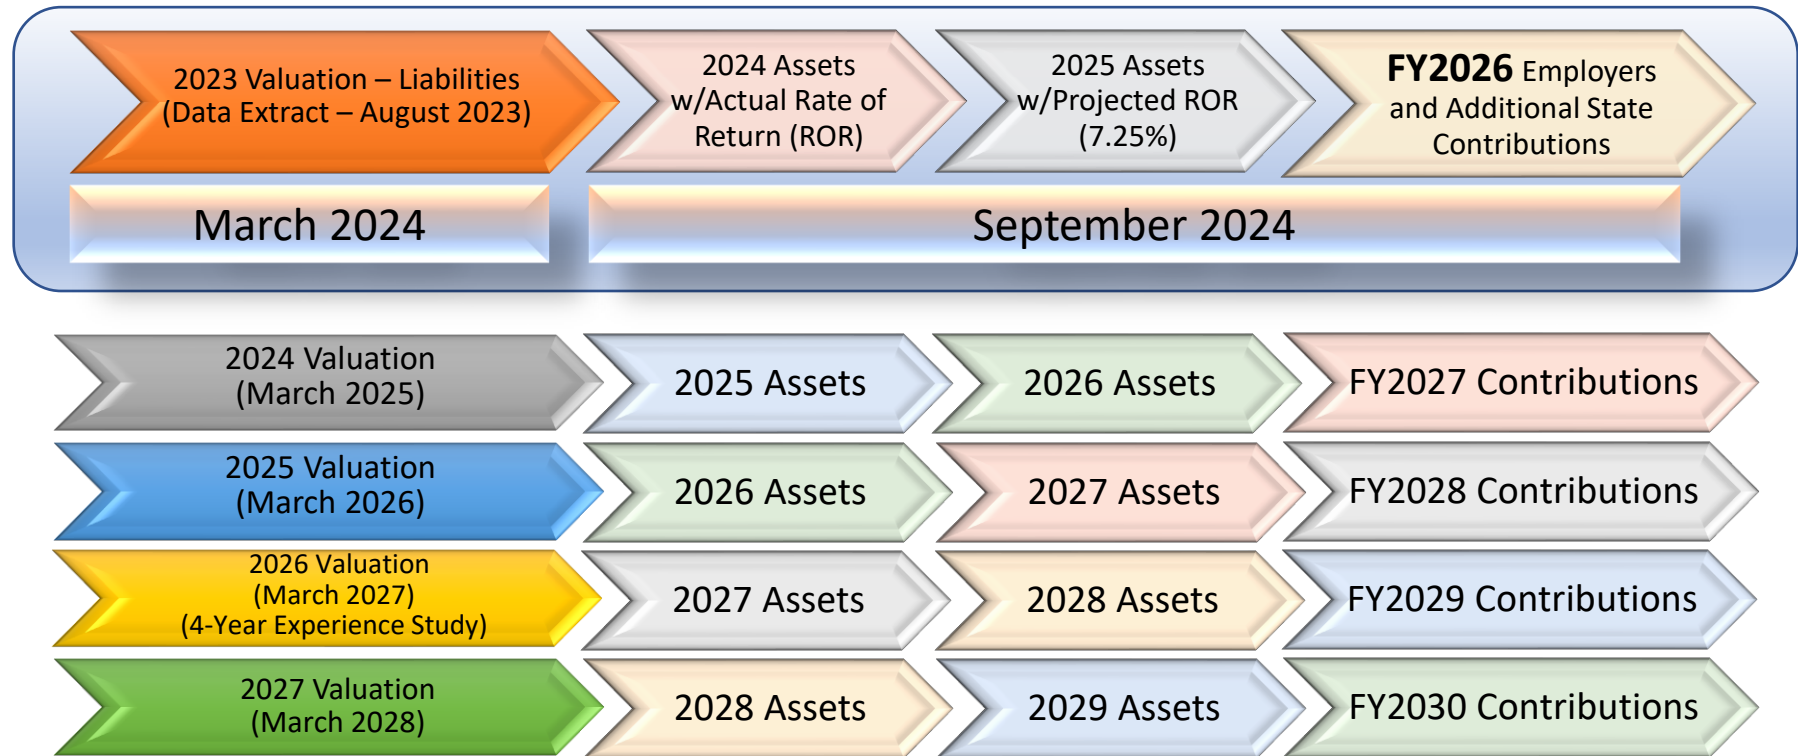 2023 Valuation – Liabilities
(Data Extract – August 2023)
2024 Assets
w/Actual Rate of
Return (ROR)
2025 Assets
w/Projected ROR
(7.25%)
FY2026 Employers
and Additional State
Contributions
March 2024
September 2024
2024 Valuation
(March 2025)
2025 Assets
2026 Assets
FY2027 Contributions
2025 Valuation
(March 2026)
2026 Assets
2027 Assets
FY2028 Contributions
2026 Valuation
(March 2027)
(4-Year Experience Study)
2027 Assets
2028 Assets
FY2029 Contributions
2027 Valuation
(March 2028)
2028 Assets
2029 Assets
FY2030 Contributions